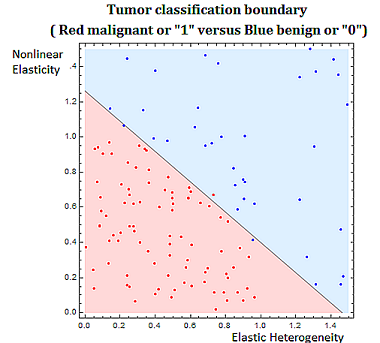 Tumor classification boundary
( Red malignant or "1" versus Blue benign or "0")
Nonlinear
Elasticity
.4
1.2
1.0
0.8
0.6
0.4
0.2
0.0
0.0 0.2 0.4 0.6 0.8 1.0 1.2 1.4
Elastic Heterogeneity